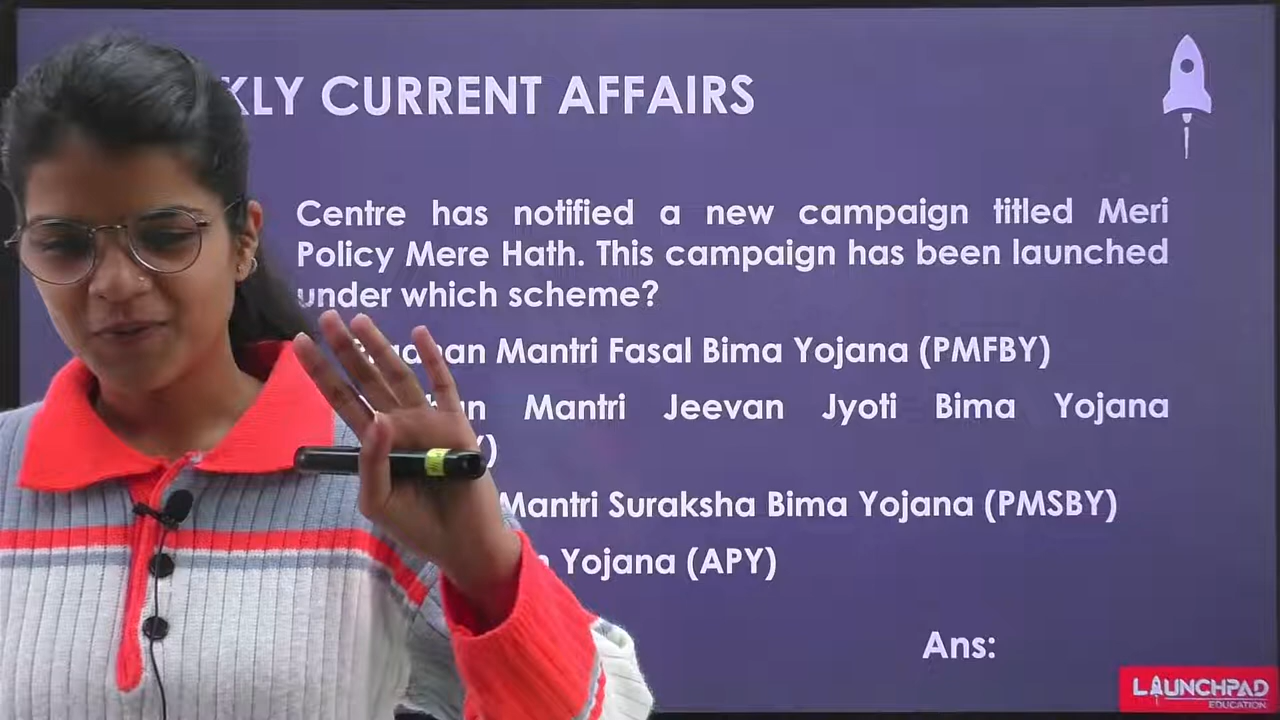 KLY CURRENT AFFAIRS
Centre has notified a new campaign titled Meri
Policy Mere Hath. This campaign has been launched
under which scheme?
Mantri Fasal Bima Yojana (PMFBY)
Mantri Jeevan Jyoti Bima Yojana
Mantri Suraksha Bima Yojana (PMSBY)
Yojana (APY)
Ans:
LAUNCHPAD
EDUCATION